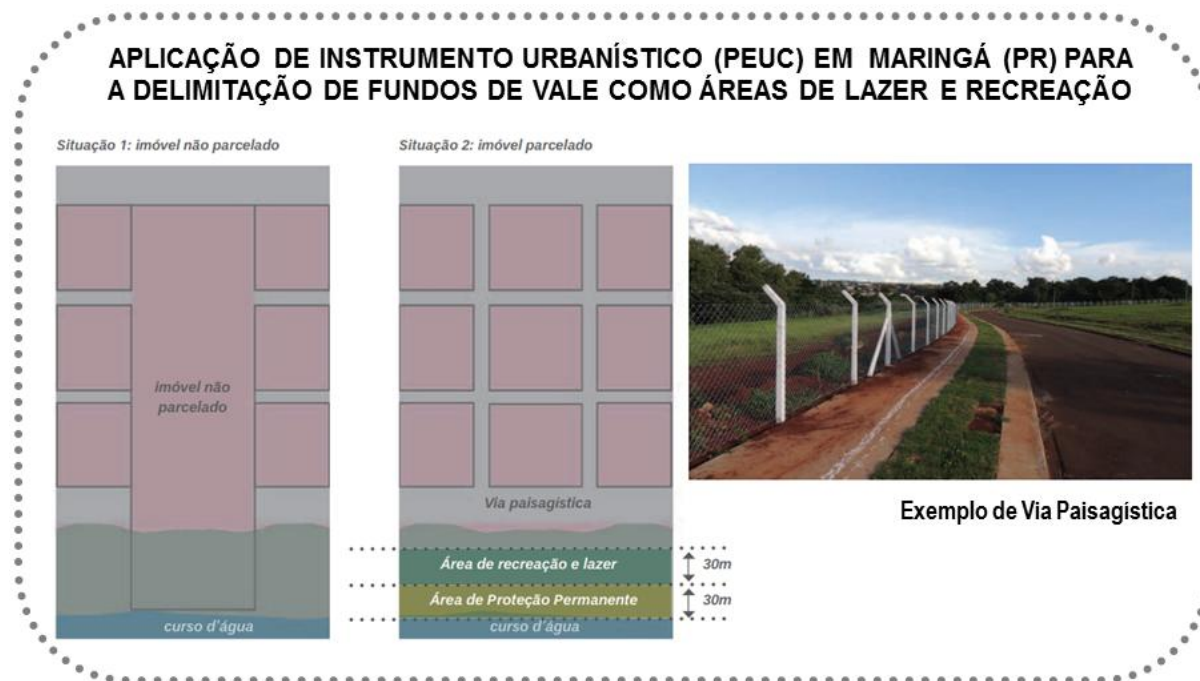 APLICAÇÃO DE INSTRUMENTO URBANÍSTICO (PEUC) EM MARINGÁ (PR) PARA
A DELIMITAÇÃO DE FUNDOS DE VALE COMO ÁREAS DE LAZER E RECREAÇÃO
Situação 1: imóvel não parcelado
imóvel não
parcelado
curso d'água
Situação 2: imóvel parcelado
Via paisagística
Área de recreação e lazer
30m
Área de Proteção Permanente
30m
curso d'água
Exemplo de Via Paisagística